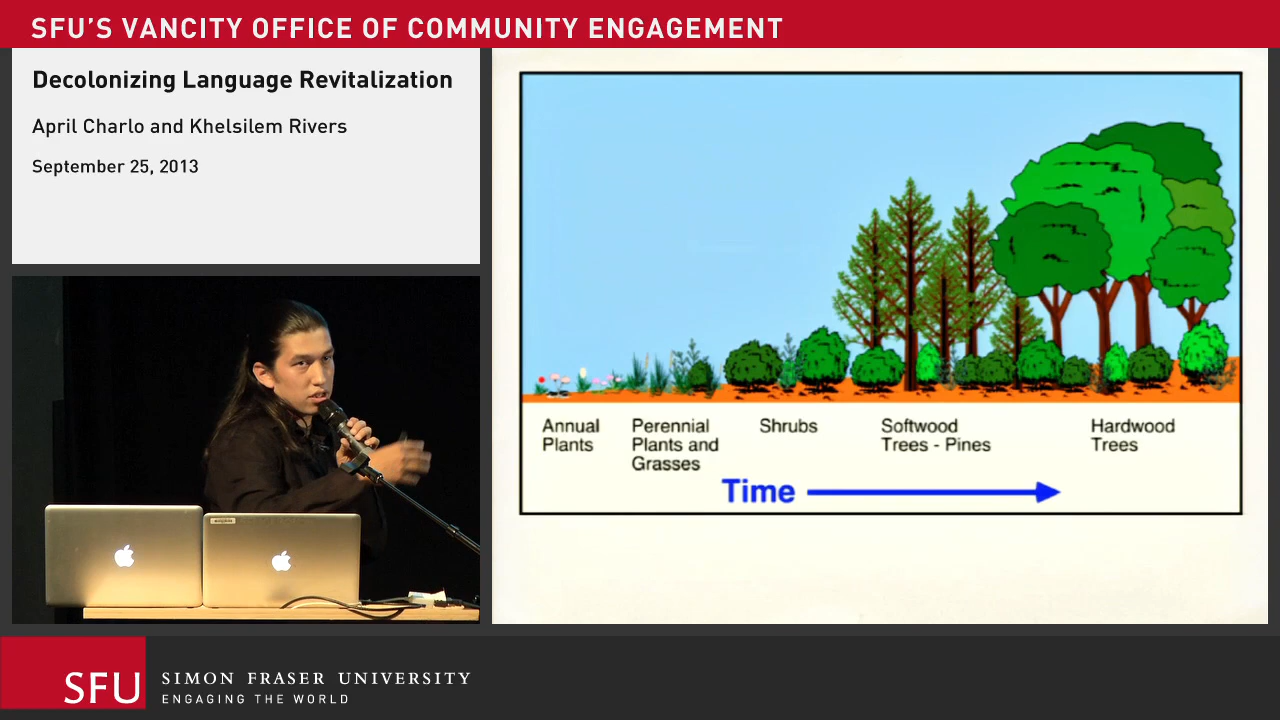 SFU'S VANCITY OFFICE OF COMMUNITY ENGAGEMENT
Decolonizing Language Revitalization
April Charlo and Khelsilem Rivers
September 25, 2013
Annual
Plants
Perennial
Plants and
Grasses
Shrubs
Softwood
Trees - Pines
Hardwood
Trees
Time
SFU
SIMON FRASER UNIVERSITY
ENGAGING THE WORLD